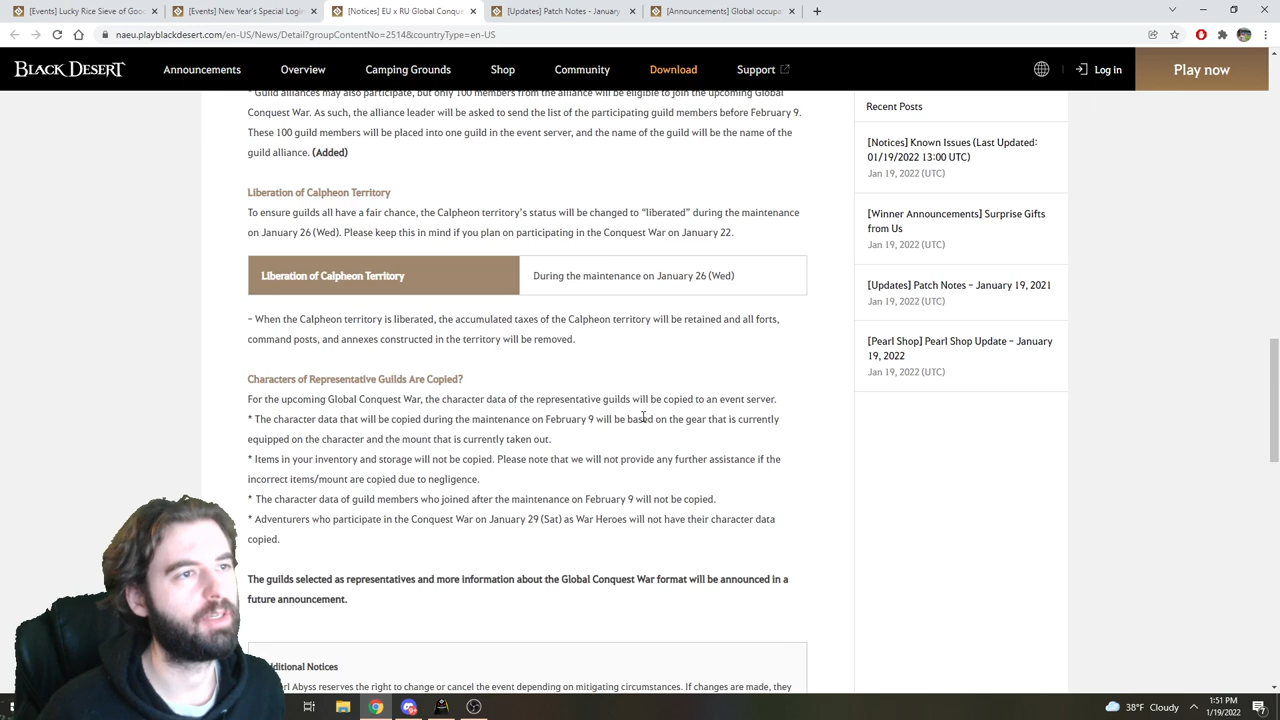 [Events] Lucky Rice Sieve of Good
[Events] New Year's Special Login
[Notices] EU x RU Global Conque
[Updates] Patch Notes - January
[Announcements] Global occupa
naeu.playblackdesert.com/en-US/News/Detail?groupContentNo=2514&countryType=en-US
BLACK DESERT
Announcements
Overview
Camping Grounds
Shop
Community
Download
Support
Log in
Play now
* Guild alliances may also participate, but only 100 members from the alliance will be eligible to join the upcoming Global
Conquest War. As such, the alliance leader will be asked to send the list of the participating guild members before February 9.
These 100 guild members will be placed into one guild in the event server, and the name of the guild will be the name of the
guild alliance. (Added)
Liberation of Calpheon Territory
To ensure guilds all have a fair chance, the Calpheon territory's status will be changed to "liberated" during the maintenance
on January 26 (Wed). Please keep this in mind if you plan on participating in the Conquest War on January 22.
Liberation of Calpheon Territory
During the maintenance on January 26 (Wed)
- When the Calpheon territory is liberated, the accumulated taxes of the Calpheon territory will be retained and all forts,
command posts, and annexes constructed in the territory will be removed.
Characters of Representative Guilds Are Copied?
For the upcoming Global Conquest War, the character data of the representative guilds will be copied to an event server.
* The character data that will be copied during the maintenance on February 9 will be based on the gear that is currently
equipped on the character and the mount that is currently taken out.
* Items in your inventory and storage will not be copied. Please note that we will not provide any further assistance if the
incorrect items/mount are copied due to negligence.
* The character data of guild members who joined after the maintenance on February 9 will not be copied.
* Adventurers who participate in the Conquest War on January 29 (Sat) as War Heroes will not have their character data
copied.
The guilds selected as representatives and more information about the Global Conquest War format will be announced in a
future announcement.
Additional Notices
Pearl Abyss reserves the right to change or cancel the event depending on mitigating circumstances. If changes are made, they
Recent Posts
[Notices] Known Issues (Last Updated:
01/19/2022 13:00 UTC)
Jan 19, 2022 (UTC)
[Winner Announcements] Surprise Gifts
from Us
Jan 19, 2022 (UTC)
[Updates] Patch Notes - January 19, 2021
Jan 19, 2022 (UTC)
[Pearl Shop] Pearl Shop Update - January
19, 2022
Jan 19, 2022 (UTC)
38°F Cloudy
1:51 PM
1/19/2022